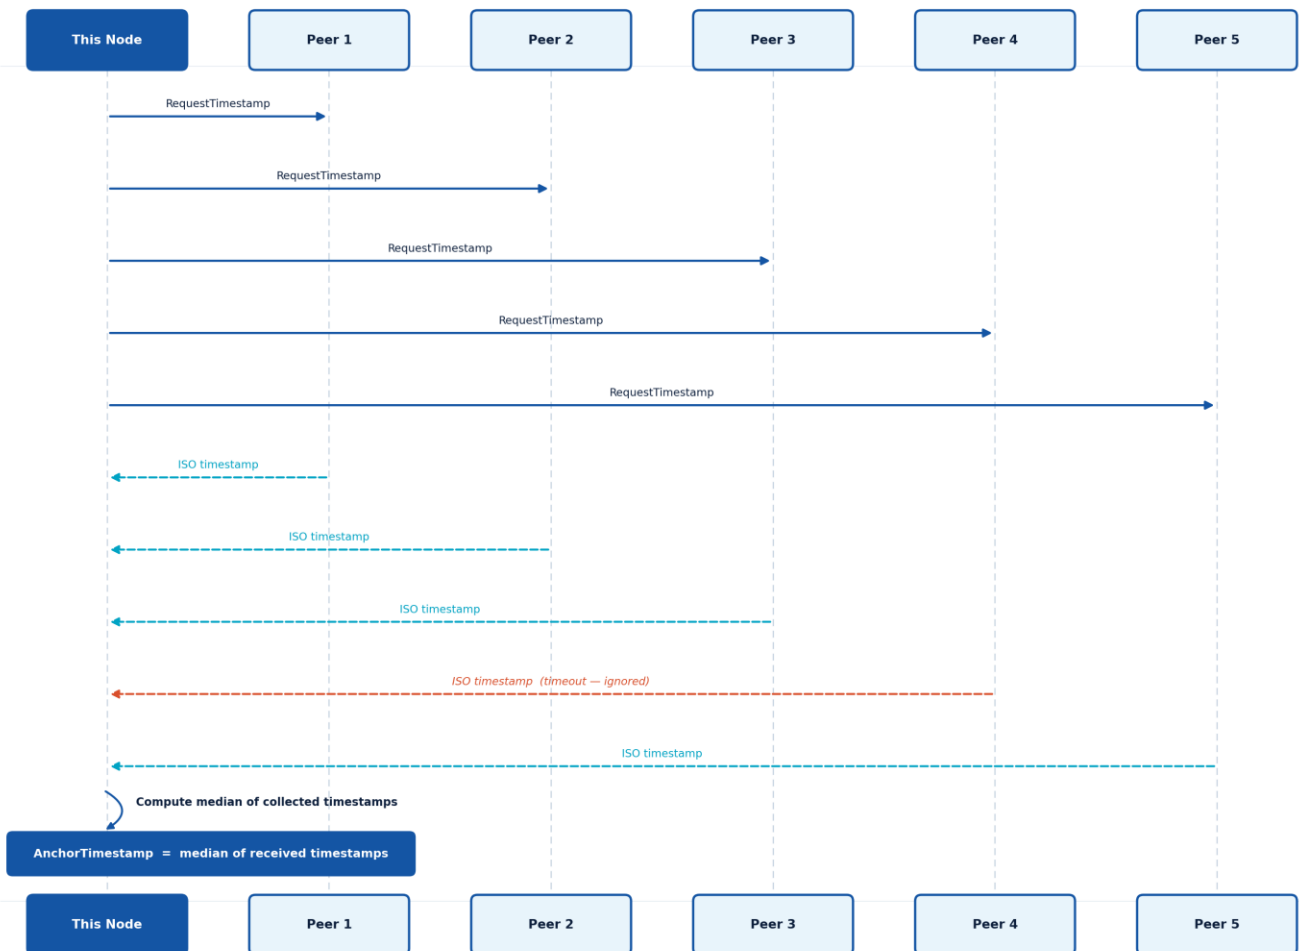 This Node
Peer 1
Peer 2
Peer 3
Peer 4
Peer 5
RequestTimestamp
RequestTimestamp
RequestTimestamp
RequestTimestamp
RequestTimestamp
ISO timestamp
ISO timestamp
ISO timestamp
ISO timestamp (timeout — ignored)
ISO timestamp
Compute median of collected timestamps
AnchorTimestamp = median of received timestamps
This Node
Peer 1
Peer 2
Peer 3
Peer 4
Peer 5